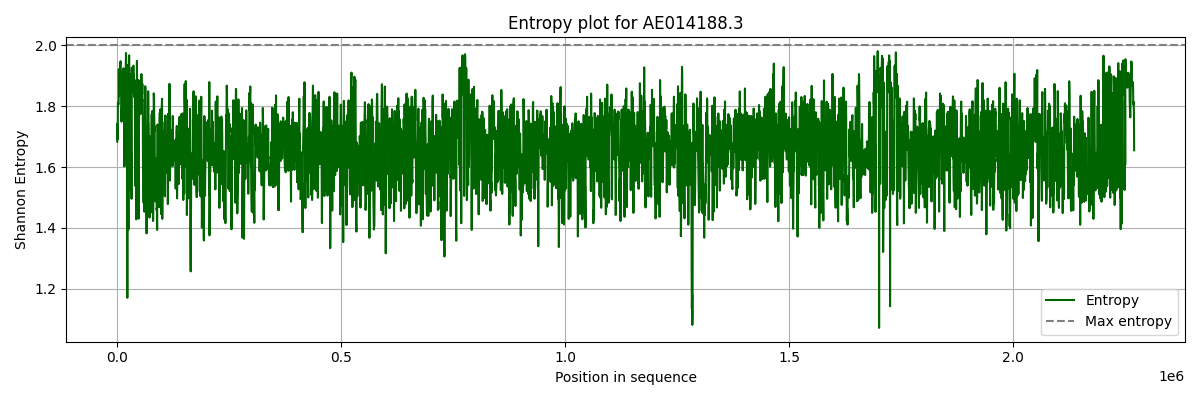 Entropy plot for AE014188.3
2.0
1.8
1.6
1.4
1.2
Shannon Entropy
Entropy
Max entropy
0.0 0.5 1.0 1.5 2.0
1e6
Position in sequence